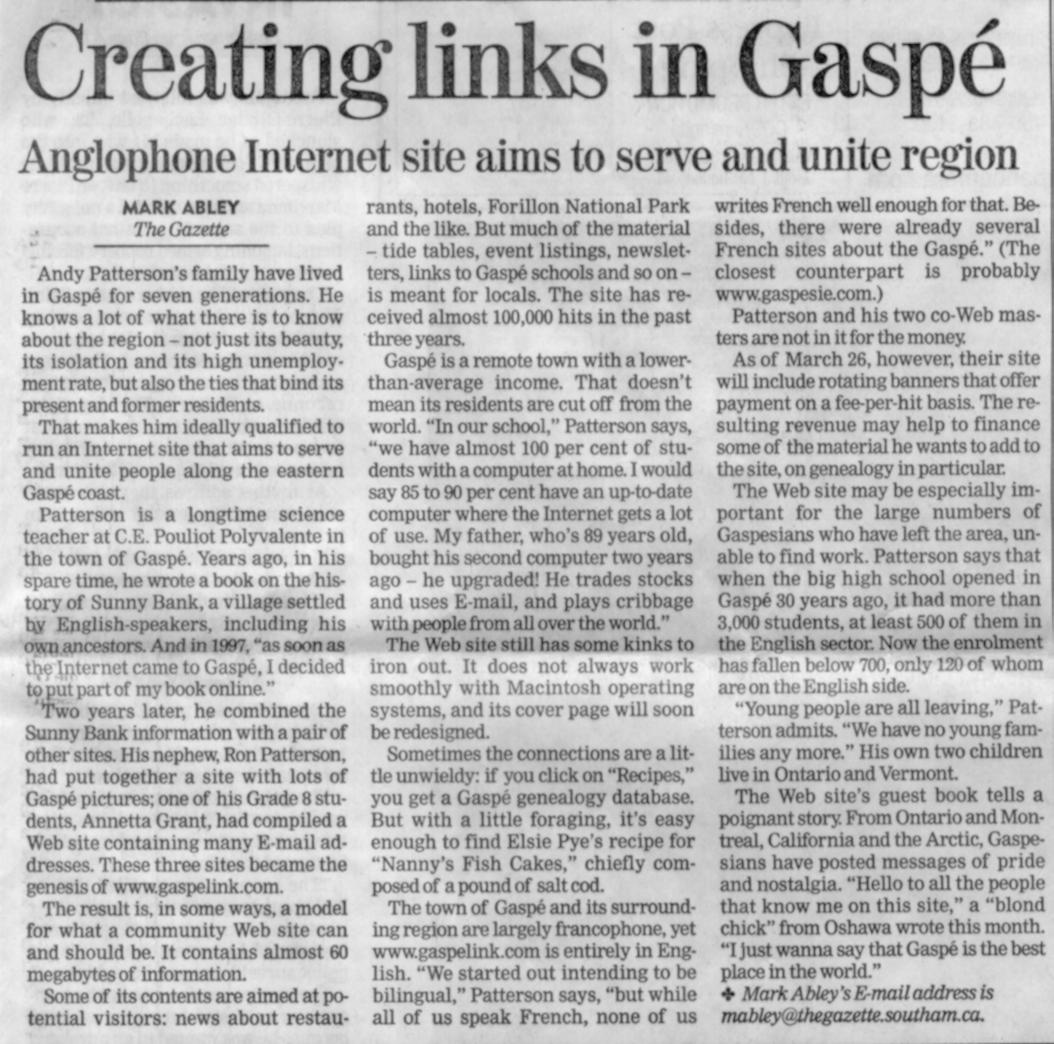 Creating links in Gaspé
Anglophone Internet site aims to serve and unite region
MARK ABLEY
The Gazette
Andy Patterson's family have lived
in Gaspé for seven generations. He
knows a lot of what there is to know
about the region – not just its beauty,
its isolation and its high unemploy-
ment rate, but also the ties that bind its
present and former residents.
That makes him ideally qualified to
run an Internet site that aims to serve
and unite people along the eastern
Gaspé coast.
Patterson is a longtime science
teacher at C.E. Pouliot Polyvalente in
the town of Gaspé. Years ago, in his
spare time, he wrote a book on the his-
tory of Sunny Bank, a village settled
by English-speakers, including his
own ancestors. And in 1997, "as soon as
the Internet came to Gaspé, I decided
to put part of my book online."
Two years later, he combined the
Sunny Bank information with a pair of
other sites. His nephew, Ron Patterson,
had put together a site with lots of
Gaspé pictures; one of his Grade 8 stu-
dents, Annetta Grant, had compiled a
Web site containing many E-mail ad-
dresses. These three sites became the
genesis of www.gaspelink.com.
The result is, in some ways, a model
for what a community Web site can
and should be. It contains almost 60
megabytes of information.
Some of its contents are aimed at po-
tential visitors: news about restau-
rants, hotels, Forillon National Park
and the like. But much of the material
– tide tables, event listings, newslet-
ters, links to Gaspé schools and so on –
is meant for locals. The site has re-
ceived almost 100,000 hits in the past
three years.
Gaspé is a remote town with a lower-
than-average income. That doesn't
mean its residents are cut off from the
world. "In our school," Patterson says,
"we have almost 100 per cent of stu-
dents with a computer at home. I would
say 85 to 90 per cent have an up-to-date
computer where the Internet gets a lot
of use. My father, who's 89 years old,
bought his second computer two years
ago – he upgraded! He trades stocks
and uses E-mail, and plays cribbage
with people from all over the world."
The Web site still has some kinks to
iron out. It does not always work
smoothly with Macintosh operating
systems, and its cover page will soon
be redesigned.
Sometimes the connections are a lit-
tle unwieldy: if you click on "Recipes,"
you get a Gaspé genealogy database.
But with a little foraging, it's easy
enough to find Elsie Pye's recipe for
"Nanny's Fish Cakes," chiefly com-
posed of a pound of salt cod.
The town of Gaspé and its surround-
ing region are largely francophone, yet
www.gaspelink.com is entirely in Eng-
lish. "We started out intending to be
bilingual," Patterson says, "but while
all of us speak French, none of us
writes French well enough for that. Be-
sides, there were already several
French sites about the Gaspé." (The
closest counterpart is probably
www.gaspesie.com.)
Patterson and his two co-Web mas-
ters are not in it for the money.
As of March 26, however, their site
will include rotating banners that offer
payment on a fee-per-hit basis. The re-
sulting revenue may help to finance
some of the material he wants to add to
the site, on genealogy in particular.
The Web site may be especially im-
portant for the large numbers of
Gaspesians who have left the area, un-
able to find work. Patterson says that
when the big high school opened in
Gaspé 30 years ago, it had more than
3,000 students, at least 500 of them in
the English sector. Now the enrolment
has fallen below 700, only 120 of whom
are on the English side.
"Young people are all leaving," Pat-
terson admits. "We have no young fam-
ilies any more." His own two children
live in Ontario and Vermont.
The Web site's guest book tells a
poignant story. From Ontario and Mon-
treal, California and the Arctic, Gaspe-
sians have posted messages of pride
and nostalgia. "Hello to all the people
that know me on this site," a "blond
chick" from Oshawa wrote this month.
"I just wanna say that Gaspé is the best
place in the world."
✤ Mark Abley's E-mail address is
mabley@thegazette.southam.ca.